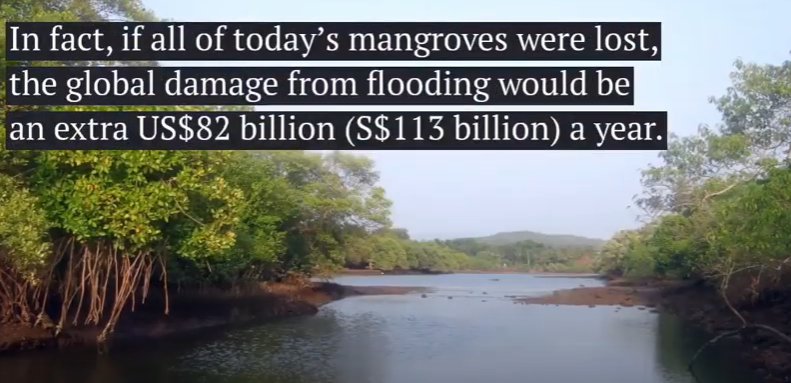 In fact, if all of today’s mangroves were lost,
the global damage from flooding would be
an extra US$82 billion (S$113 billion) a year.